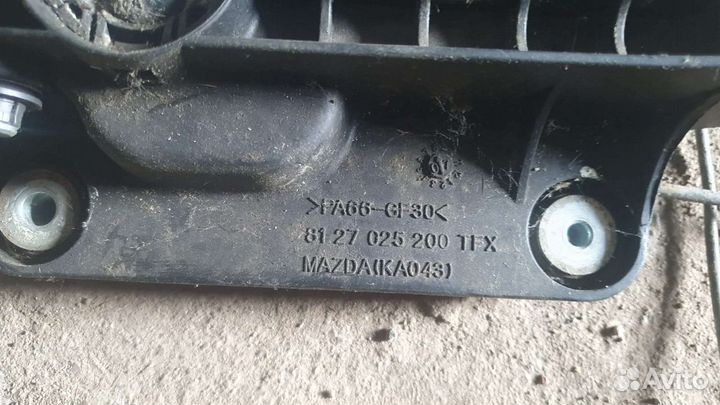 >PA66-GF30<
81 27 025 200 TFX
MAZDA(KA043)
Avito